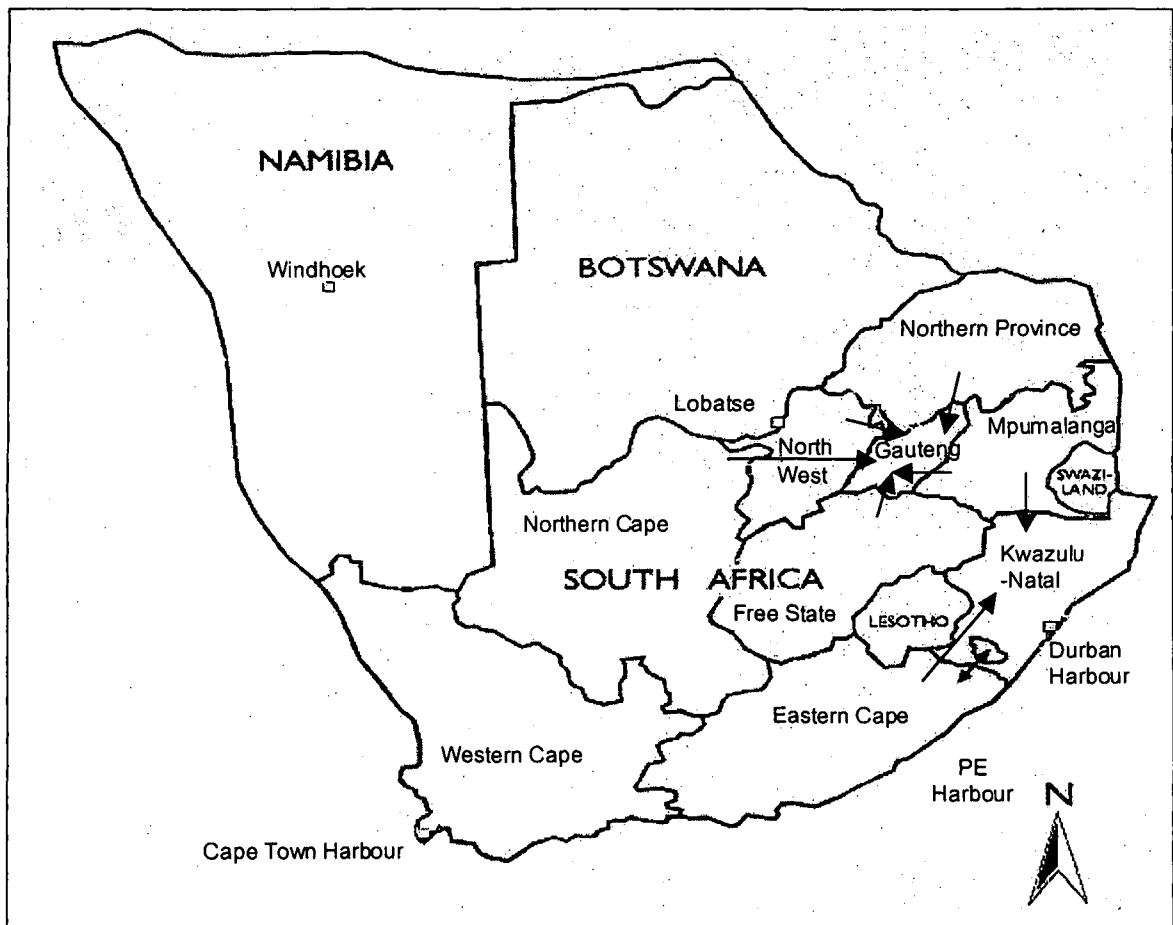 NAMIBIA
Windhoek
BOTSWANA
Northern Province
Lobatse
Mpumalanga
North
West
Gauteng
SWAZI-
LAND
Northern Cape
Kwazulu
-Natal
SOUTH AFRICA
Free State
LESOTHO
Durban
Harbour
Eastern Cape
Western Cape
PE
Harbour
N
Cape Town Harbour